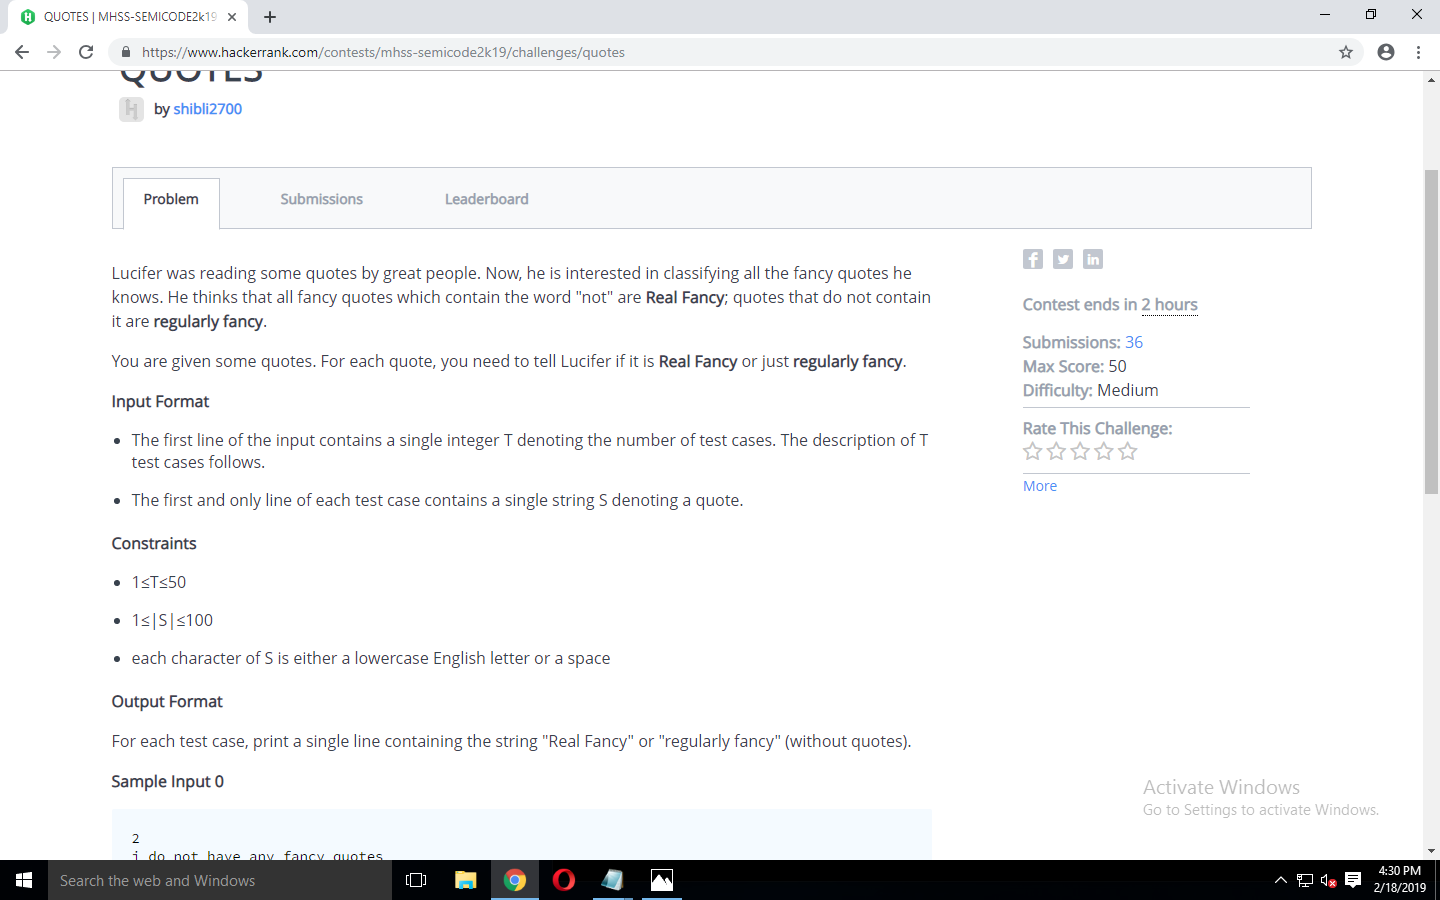 QUOTES | MHSS-SEMICODE2k19
https://www.hackerrank.com/contests/mhss-semicode2k19/challenges/quotes
QUOTES
by shibli2700
Problem
Submissions
Leaderboard
Lucifer was reading some quotes by great people. Now, he is interested in classifying all the fancy quotes he
knows. He thinks that all fancy quotes which contain the word "not" are Real Fancy; quotes that do not contain
it are regularly fancy.
You are given some quotes. For each quote, you need to tell Lucifer if it is Real Fancy or just regularly fancy.
Input Format
• The first line of the input contains a single integer T denoting the number of test cases. The description of T
test cases follows.
• The first and only line of each test case contains a single string S denoting a quote.
Constraints
• 1≤T≤50
• 1≤|S|≤100
• each character of S is either a lowercase English letter or a space
Output Format
For each test case, print a single line containing the string "Real Fancy" or "regularly fancy" (without quotes).
Sample Input 0
2
i do not have any fancy quotes
Contest ends in 2 hours
Submissions: 36
Max Score: 50
Difficulty: Medium
Rate This Challenge:
More
Activate Windows
Go to Settings to activate Windows.
Search the web and Windows
4:30 PM
2/18/2019